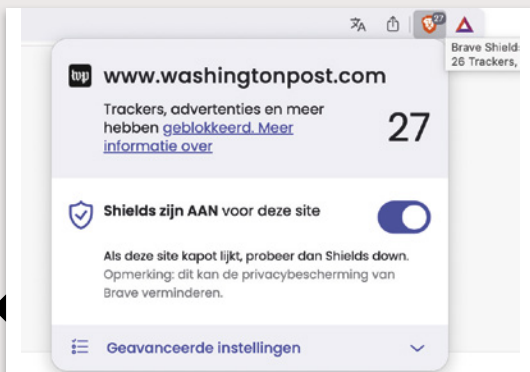 27
Brave Shield
26 Trackers,
wp www.washingtonpost.com
Trackers, advertenties en meer
hebben geblokkeerd. Meer
informatie over
27
Shields zijn AAN voor deze site
Als deze site kapot lijkt, probeer dan Shields down.
Opmerking: dit kan de privacybescherming van
Brave verminderen.
Geavanceerde instellingen